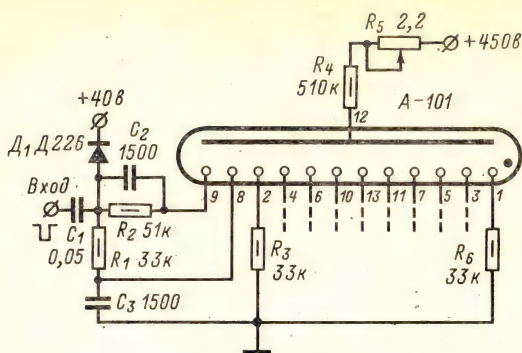 R₅ 2,2
+450в
R₄
510к
12
А-101
+40в
Д₁ Д226
C₂
1500
Вход
9 8 2 4 6 10 13 11 7 5 3 1
C₁
0,05
R₂ 51к
R₁ 33к
R₃
33к
R₆
33к
C₃ 1500